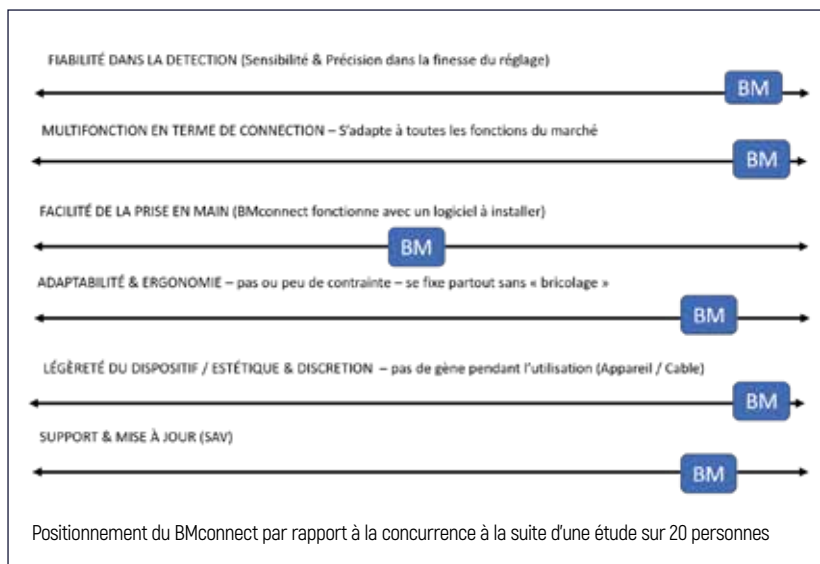 FIABILITÉ DANS LA DETECTION (Sensibilité & Précision dans la finesse du réglage)
BM
MULTIFONCTION EN TERME DE CONNECTION – S'adapte à toutes les fonctions du marché
BM
FACILITÉ DE LA PRISE EN MAIN (BMconnect fonctionne avec un logiciel à installer)
BM
ADAPTABILITÉ & ERGONOMIE – pas ou peu de contrainte – se fixe partout sans « bricolage »
BM
LÉGÈRETÉ DU DISPOSITIF / ESTÉTIQUE & DISCRETION – pas de gène pendant l'utilisation (Appareil / Cable)
BM
SUPPORT & MISE À JOUR (SAV)
BM
Positionnement du BMconnect par rapport à la concurrence à la suite d'une étude sur 20 personnes